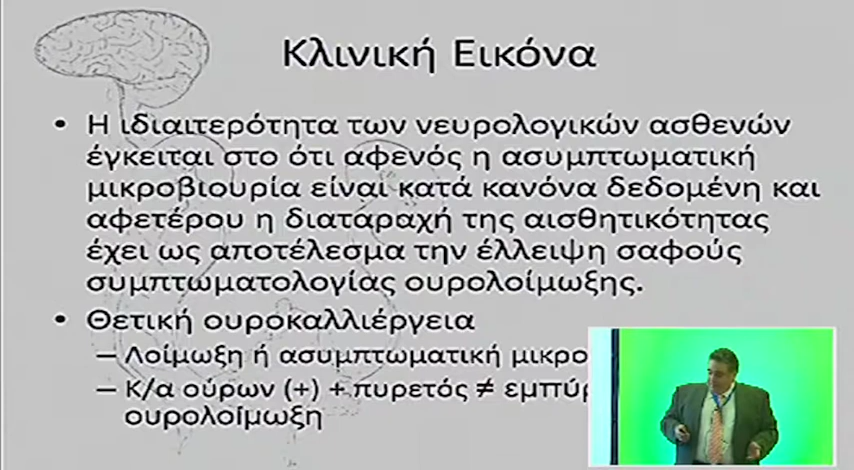 Κλινική Εικόνα
• Η ιδιαιτερότητα των νευρολογικών ασθενών
έγκειται στο ότι αφενός η ασυμπτωματική
μικροβιουρία είναι κατά κανόνα δεδομένη και
αφετέρου η διαταραχή της αισθητικότητας
έχει ως αποτέλεσμα την έλλειψη σαφούς
συμπτωματολογίας ουρολοίμωξης.
• Θετική ουροκαλλιέργεια
– Λοίμωξη ή ασυμπτωματική
– Κ/α ούρων (+) + πυρετός ≠
ουρολοίμωξη